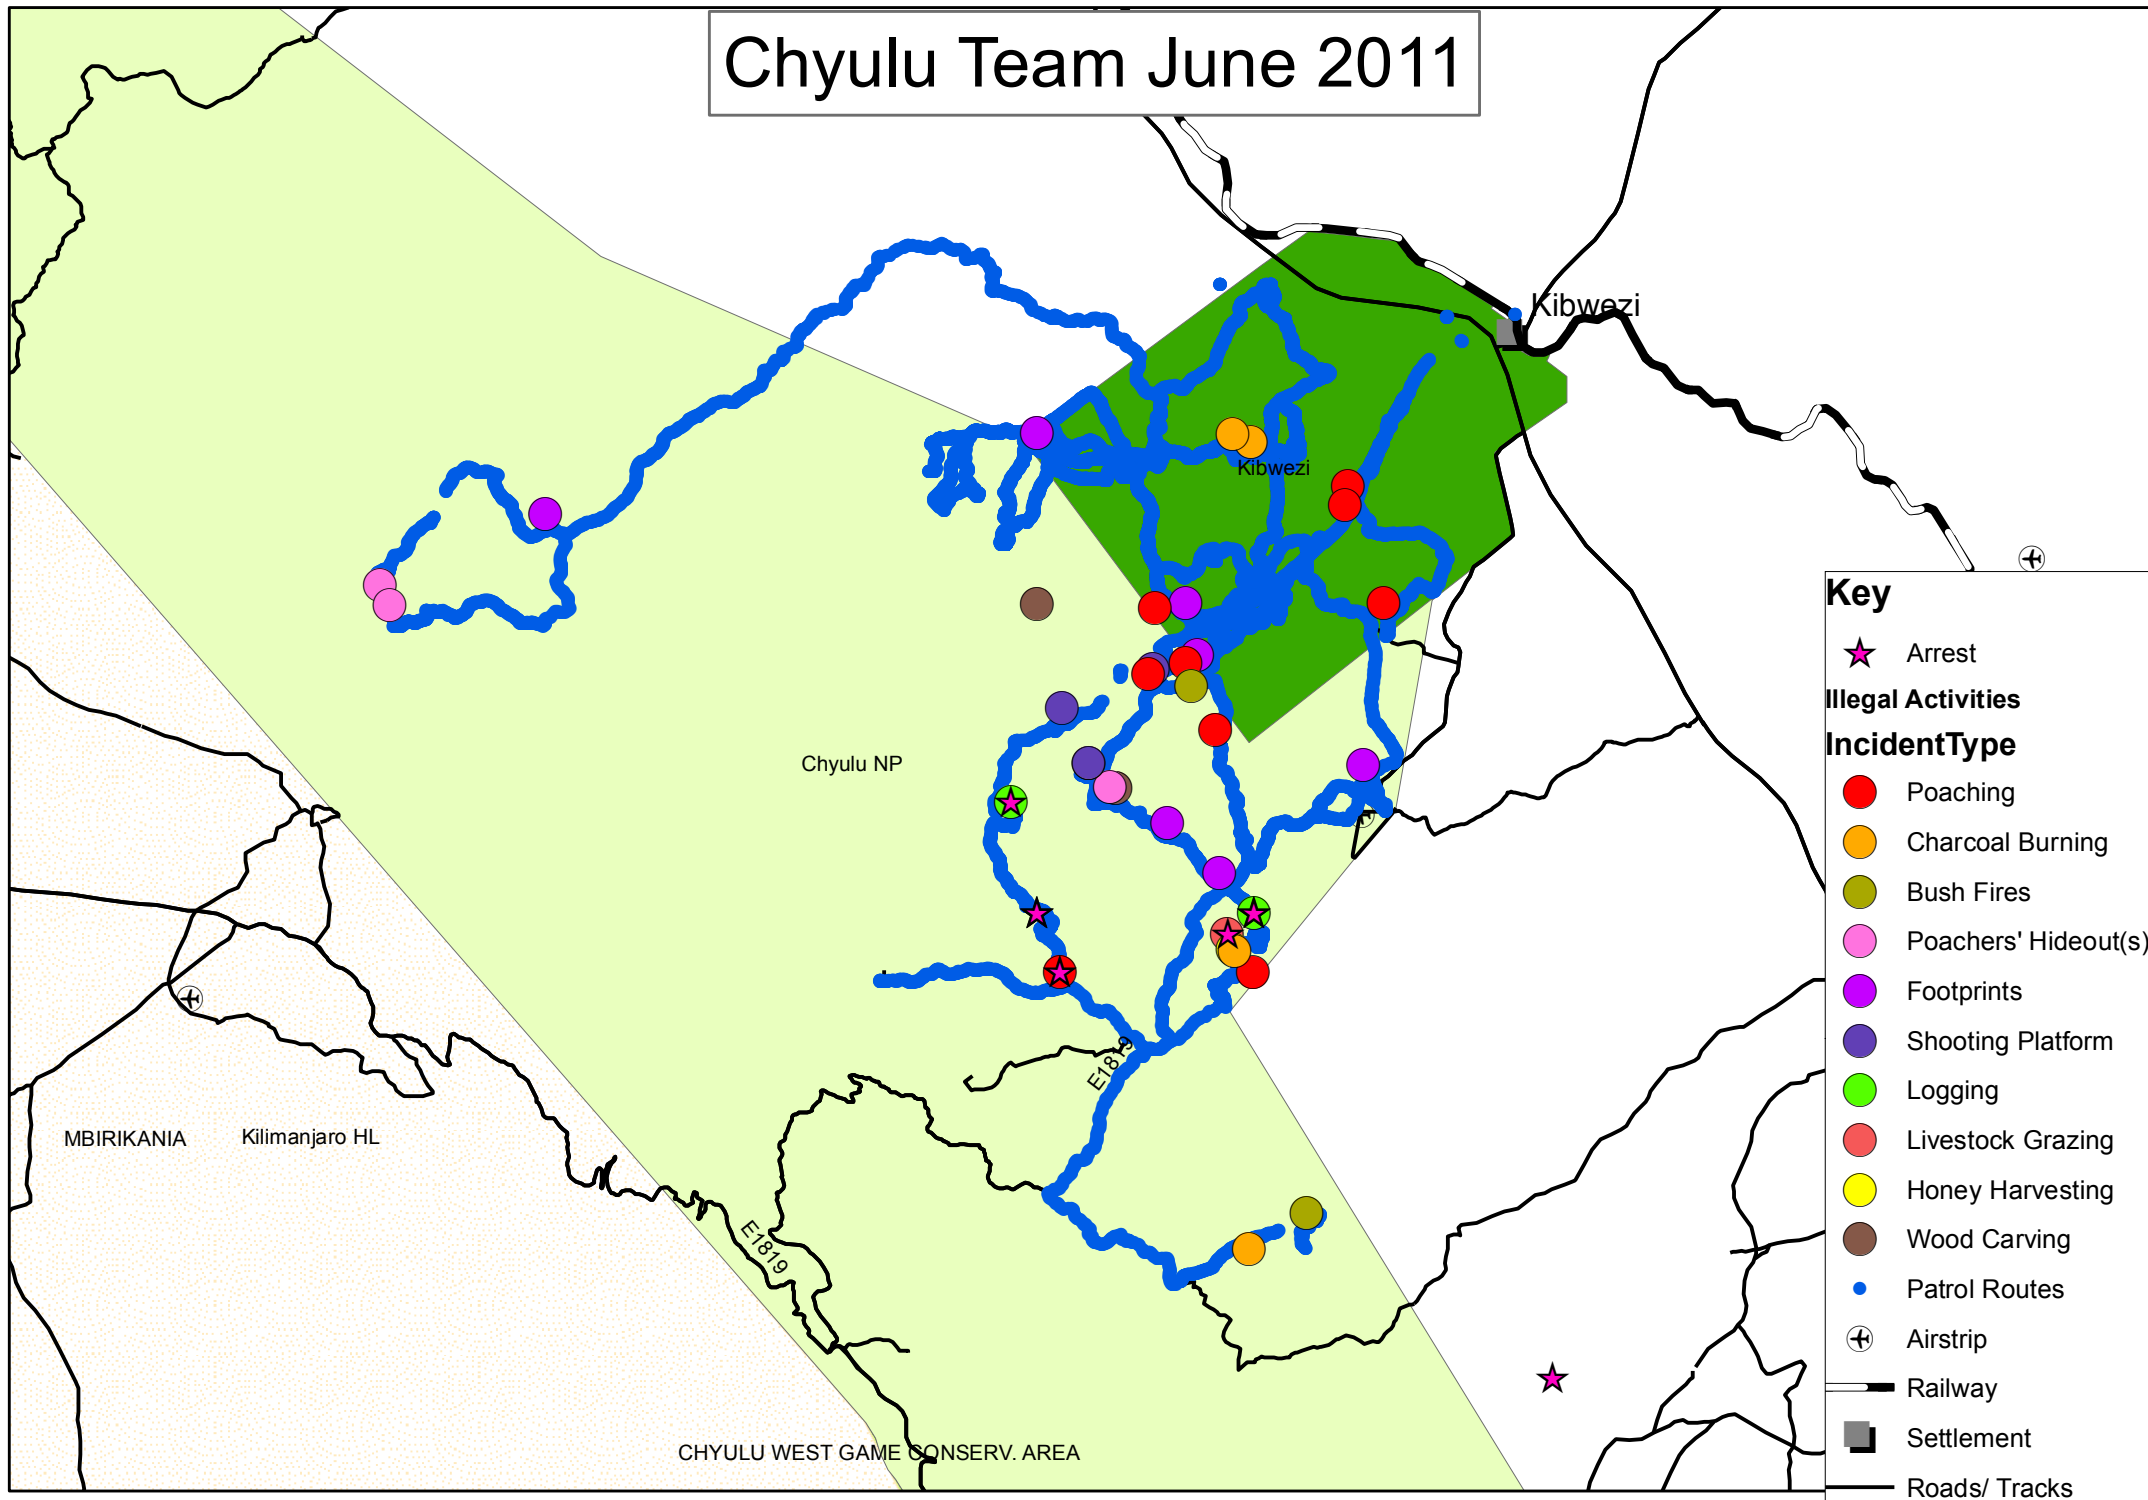 Chyulu Team June 2011
Kibwezi
Kibwezi
Chyulu NP
E1819
MBIRIKANIA
Kilimanjaro HL
E1819
CHYULU WEST GAME CONSERV. AREA
Key
Arrest
Illegal Activities
IncidentType
Poaching
Charcoal Burning
Bush Fires
Poachers' Hideout(s)
Footprints
Shooting Platform
Logging
Livestock Grazing
Honey Harvesting
Wood Carving
Patrol Routes
Airstrip
Railway
Settlement
Roads/ Tracks